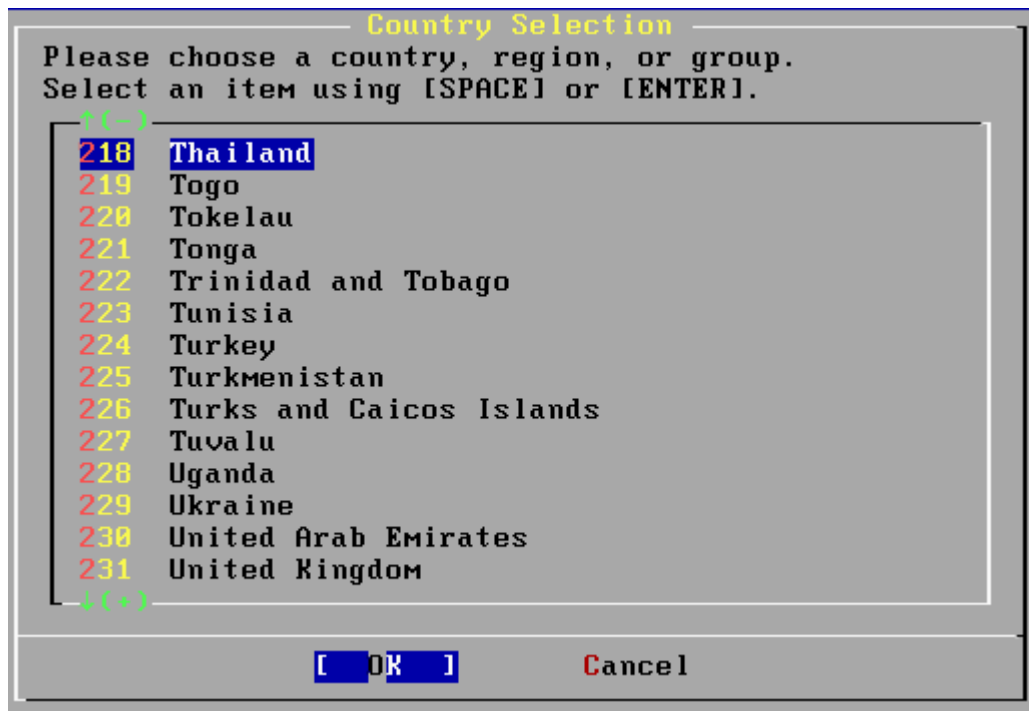 Country Selection
Please choose a country, region, or group.
Select an item using [SPACE] or [ENTER].
↑(-)
218 Thailand
219 Togo
220 Tokelau
221 Tonga
222 Trinidad and Tobago
223 Tunisia
224 Turkey
225 Turkmenistan
226 Turks and Caicos Islands
227 Tuvalu
228 Uganda
229 Ukraine
230 United Arab Emirates
231 United Kingdom
↓(+)
[ OK ] Cancel